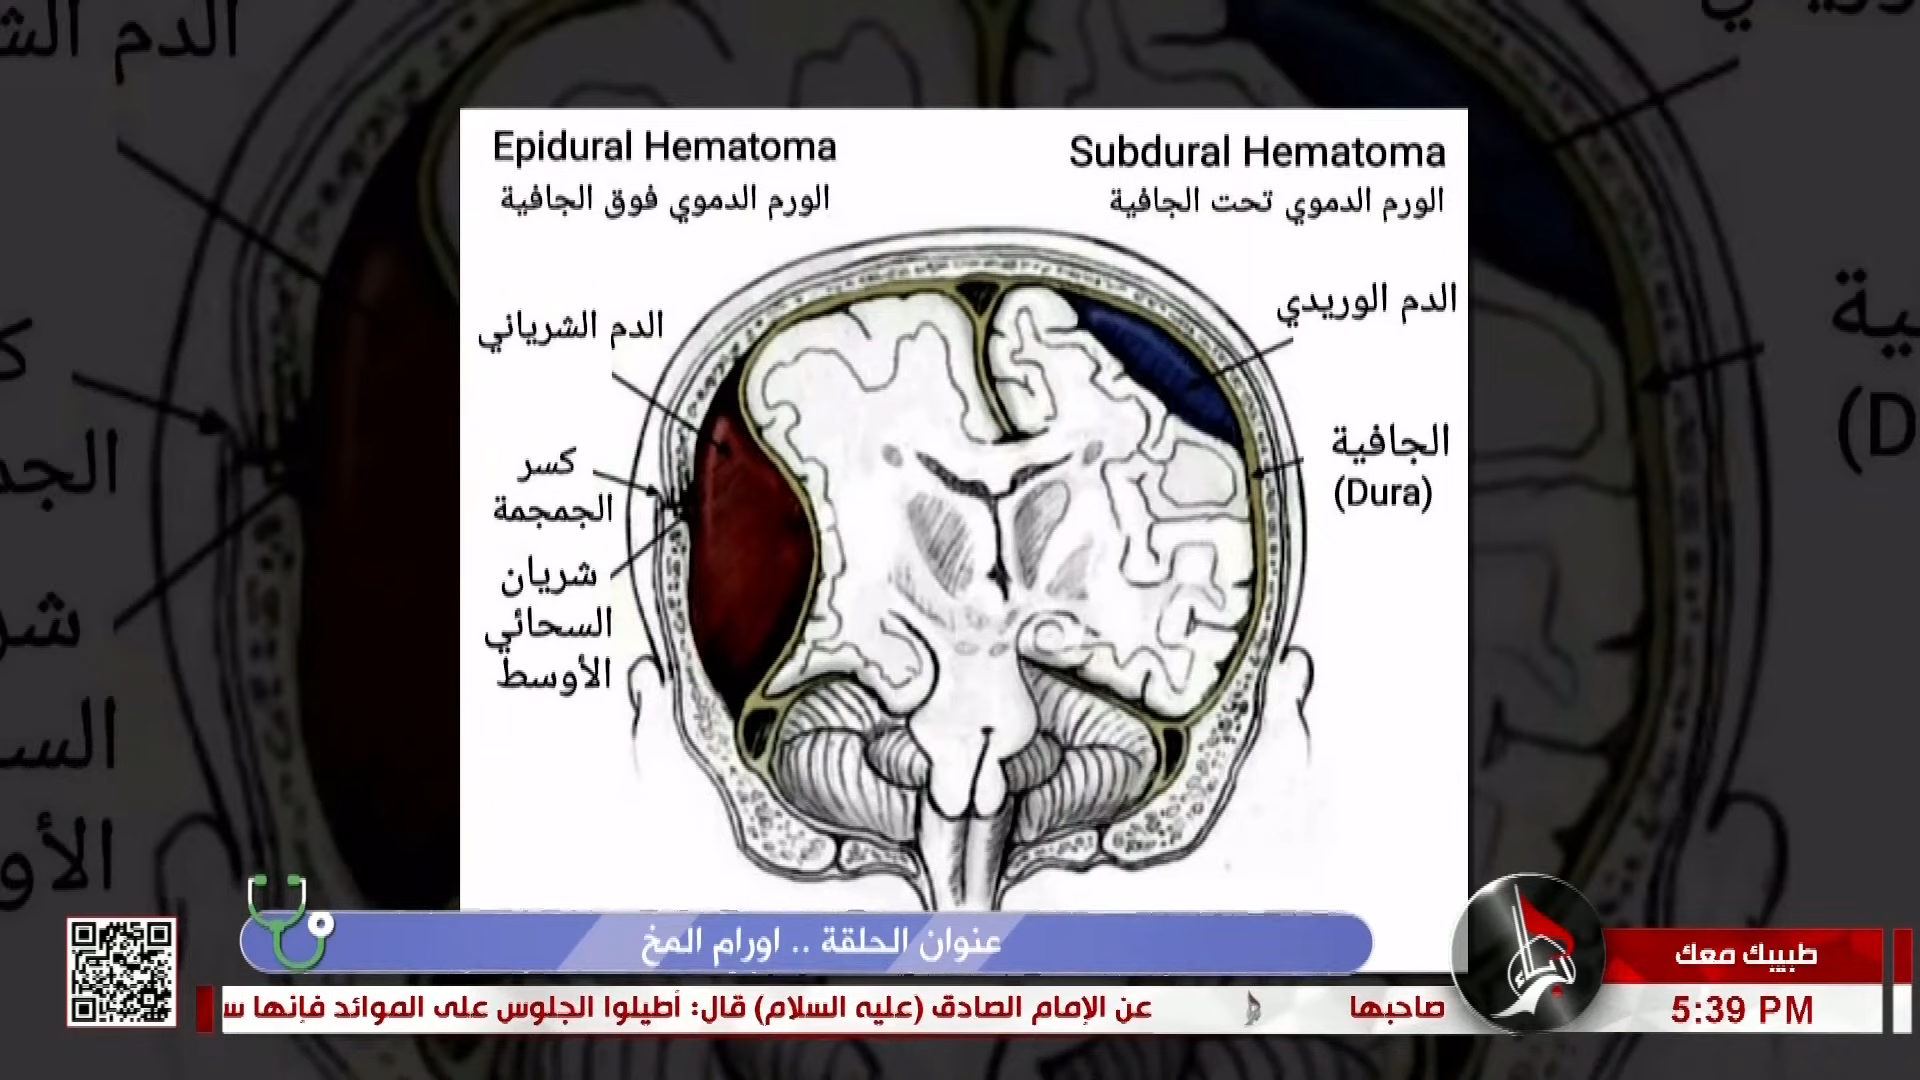 Epidural Hematoma
الورم الدموي فوق الجافية
Subdural Hematoma
الورم الدموي تحت الجافية
الدم الشرياني
كسر
الجمجمة
شريان
السحائي
الأوسط
الدم الوريدي
الجافية
(Dura)
عنوان الحلقة .. اورام المخ
طبيبك معك
5:39 PM
صاحبها
عن الإمام الصادق (عليه السلام) قال: أطيلوا الجلوس على الموائد فإنها س